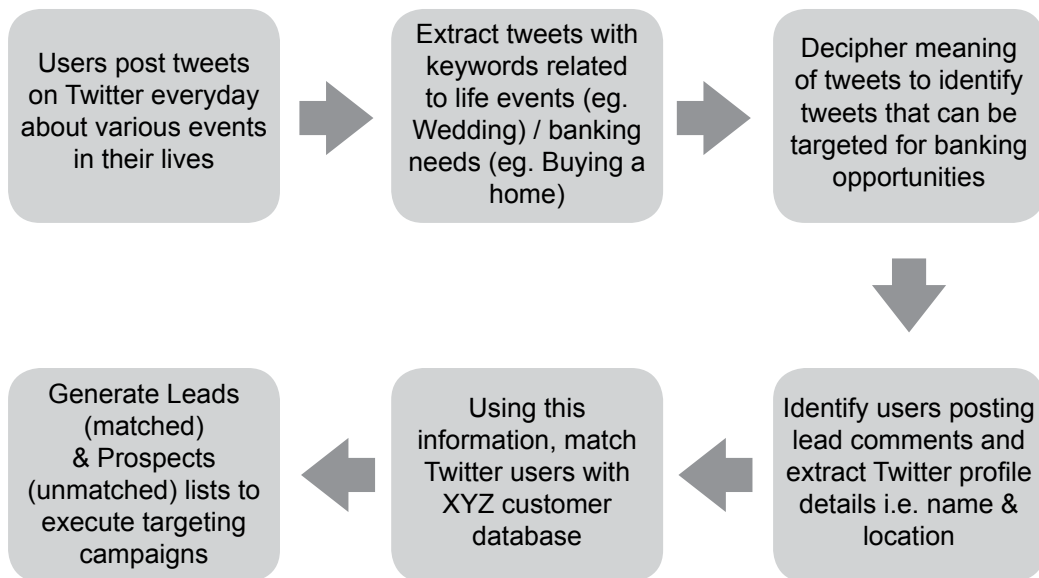 Users post tweets
on Twitter everyday
about various events
in their lives
Extract tweets with
keywords related
to life events (eg.
Wedding) / banking
needs (eg. Buying a
home)
Decipher meaning
of tweets to identify
tweets that can be
targeted for banking
opportunities
Identify users posting
lead comments and
extract Twitter profile
details i.e. name &
location
Using this
information, match
Twitter users with
XYZ customer
database
Generate Leads
(matched)
& Prospects
(unmatched) lists to
execute targeting
campaigns